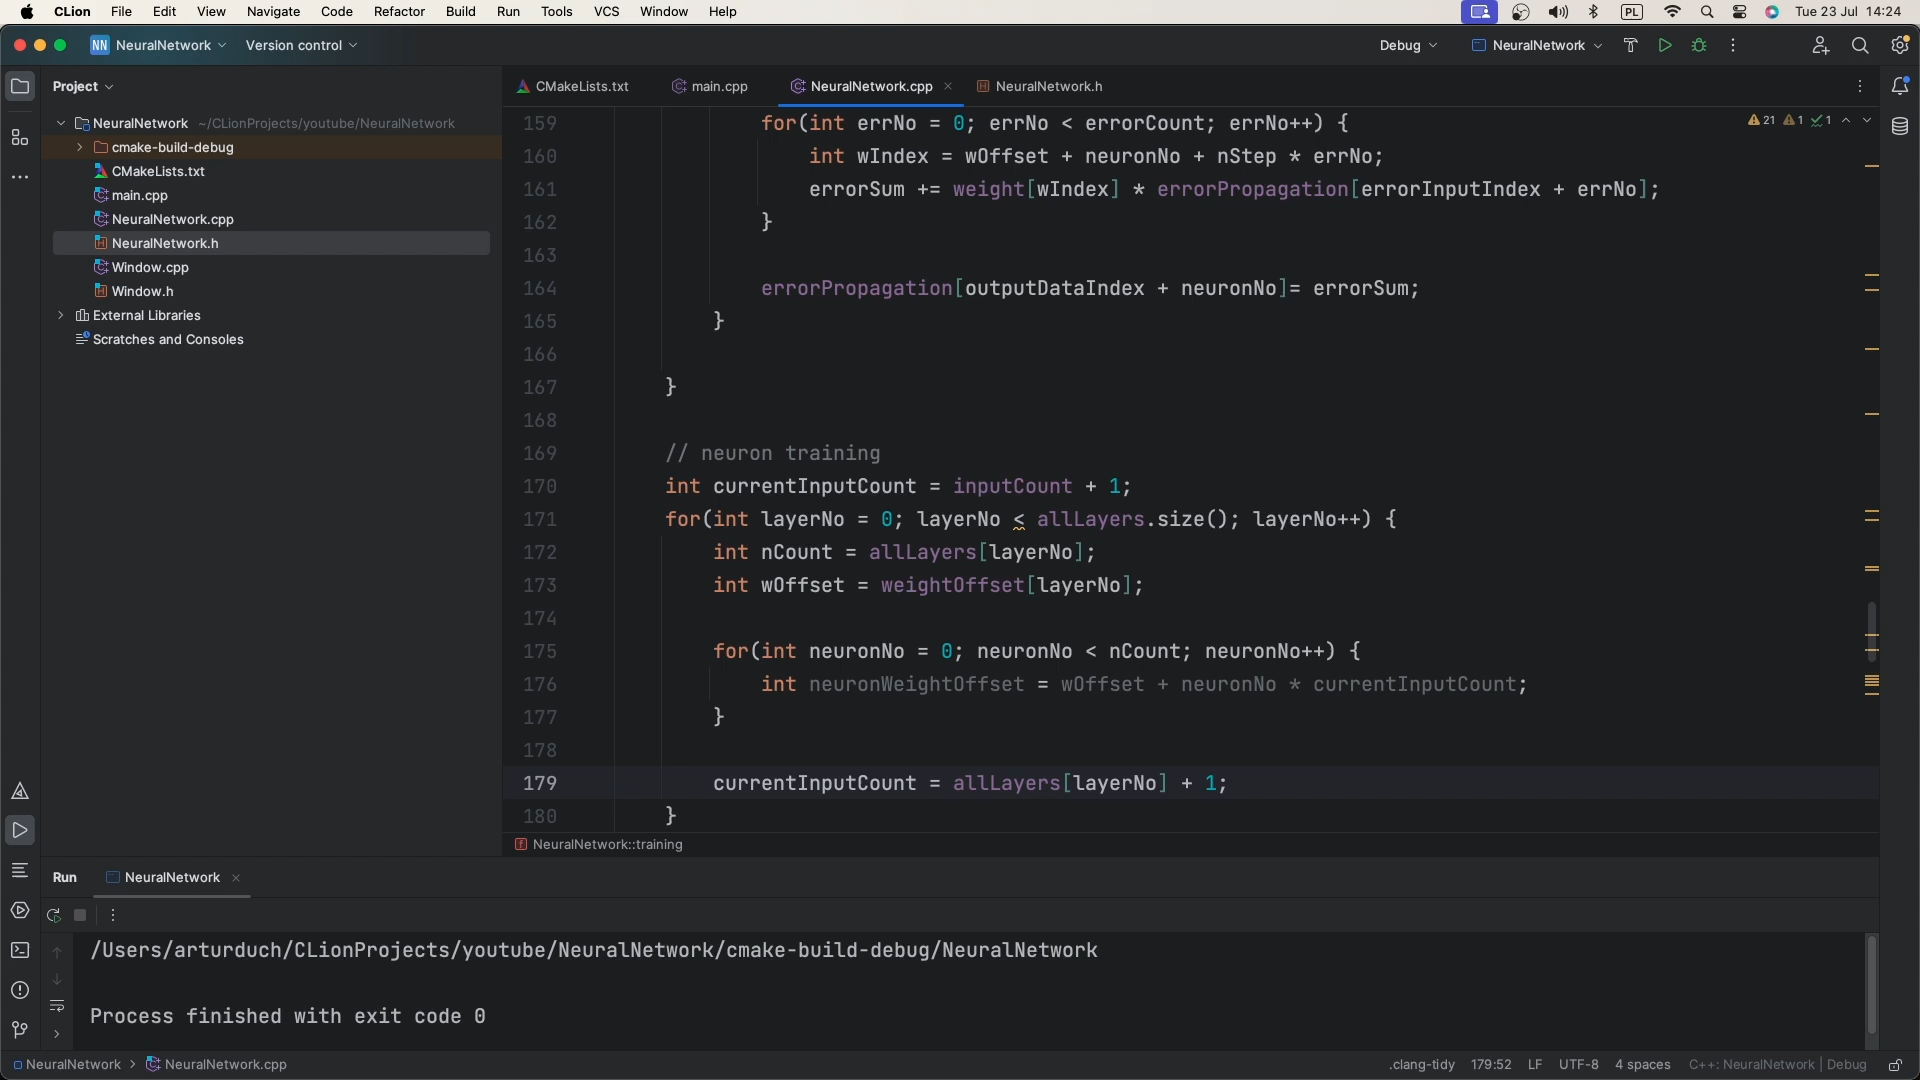 CLion File Edit View Navigate Code Refactor Build Run Tools VCS Window Help PL Tue 23 Jul 14:24
NN NeuralNetwork Version control Debug NeuralNetwork
Project
CMakeLists.txt main.cpp NeuralNetwork.cpp NeuralNetwork.h
NeuralNetwork ~/CLionProjects/youtube/NeuralNetwork
cmake-build-debug
CMakeLists.txt
main.cpp
NeuralNetwork.cpp
NeuralNetwork.h
Window.cpp
Window.h
External Libraries
Scratches and Consoles
21 1 1
159 for(int errNo = 0; errNo < errorCount; errNo++) {
160 int wIndex = wOffset + neuronNo + nStep * errNo;
161 errorSum += weight[wIndex] * errorPropagation[errorInputIndex + errNo];
162 }
163
164 errorPropagation[outputDataIndex + neuronNo]= errorSum;
165 }
166
167 }
168
169 // neuron training
170 int currentInputCount = inputCount + 1;
171 for(int layerNo = 0; layerNo < allLayers.size(); layerNo++) {
172 int nCount = allLayers[layerNo];
173 int wOffset = weightOffset[layerNo];
174
175 for(int neuronNo = 0; neuronNo < nCount; neuronNo++) {
176 int neuronWeightOffset = wOffset + neuronNo * currentInputCount;
177 }
178
179 currentInputCount = allLayers[layerNo] + 1;
180 }
NeuralNetwork::training
Run NeuralNetwork
/Users/arturduch/CLionProjects/youtube/NeuralNetwork/cmake-build-debug/NeuralNetwork
Process finished with exit code 0
NeuralNetwork > NeuralNetwork.cpp .clang-tidy 179:52 LF UTF-8 4 spaces C++: NeuralNetwork | Debug